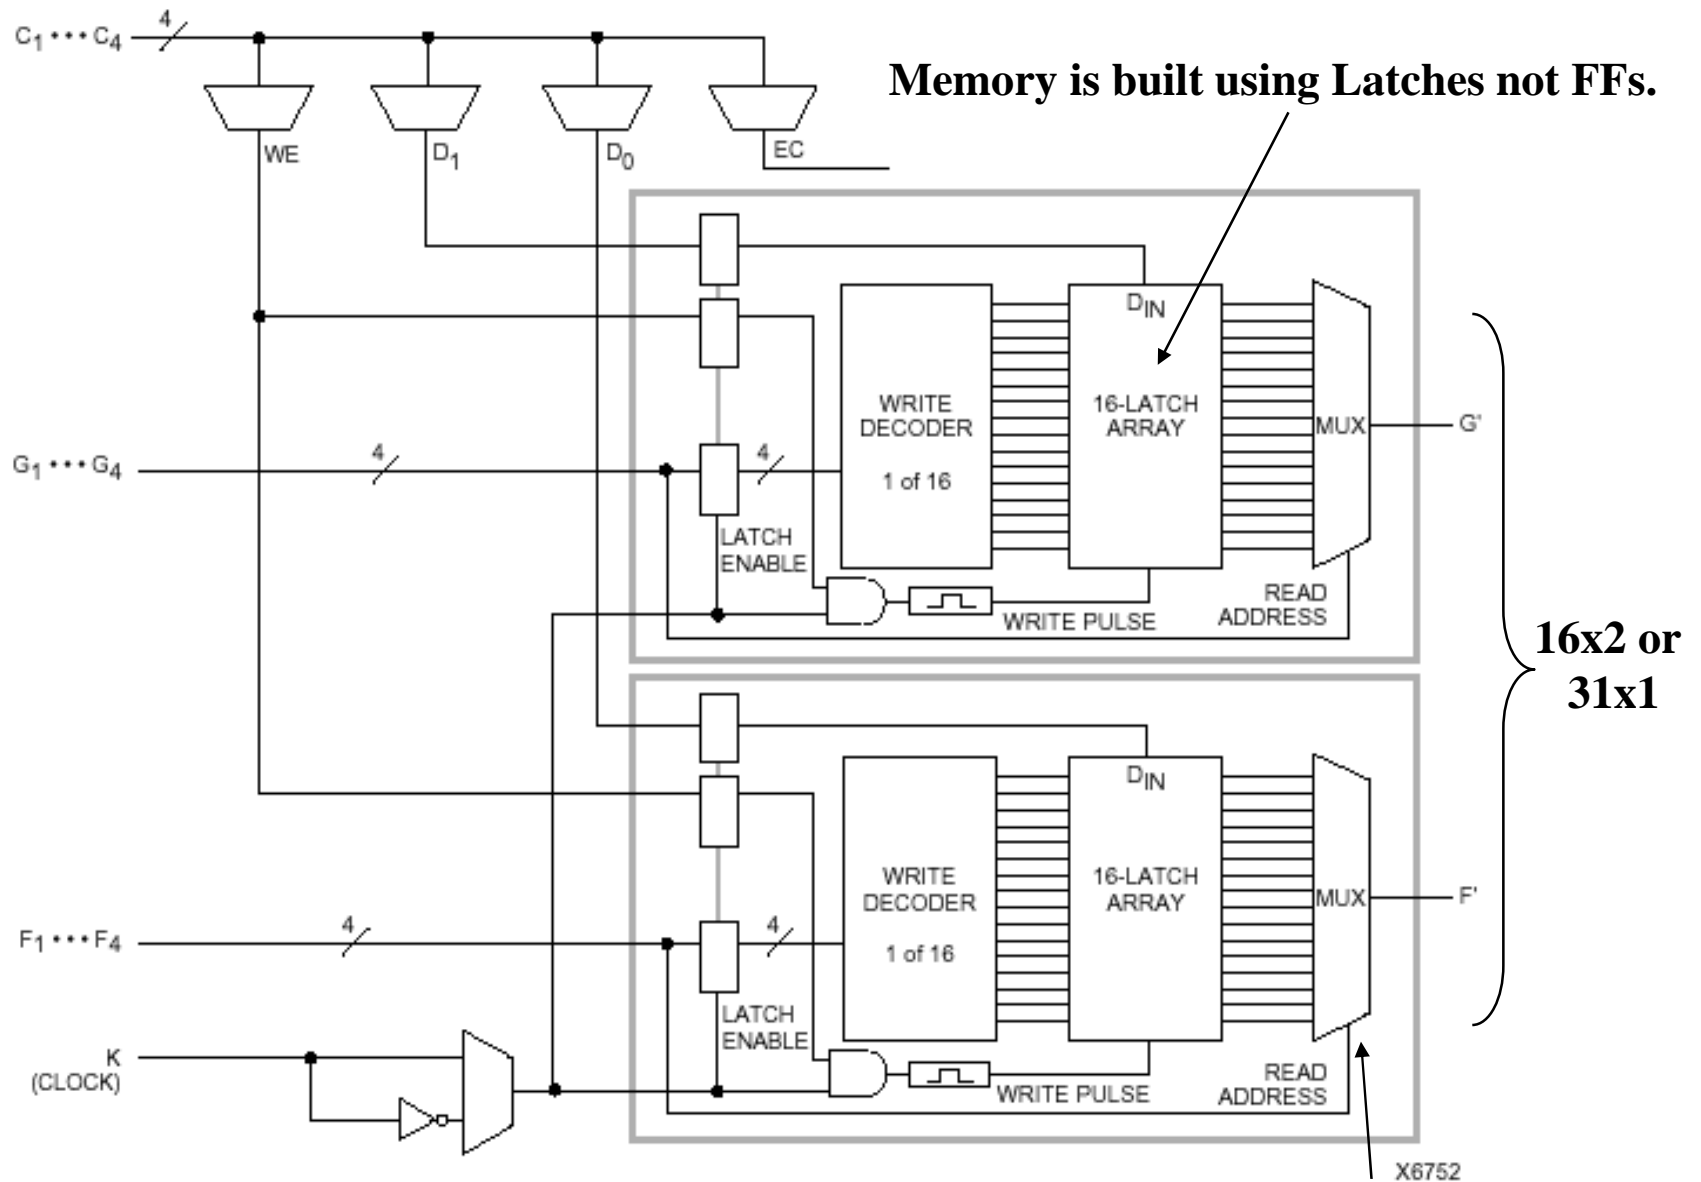 C1 • • • C4
4
Memory is built using Latches not FFs.
WE
D1
D0
EC
DIN
WRITE
DECODER
1 of 16
16-LATCH
ARRAY
MUX
G'
G1 • • • G4
4
4
LATCH
ENABLE
WRITE PULSE
READ
ADDRESS
16x2 or
31x1
DIN
WRITE
DECODER
1 of 16
16-LATCH
ARRAY
MUX
F'
F1 • • • F4
4
4
LATCH
ENABLE
K
(CLOCK)
WRITE PULSE
READ
ADDRESS
X6752